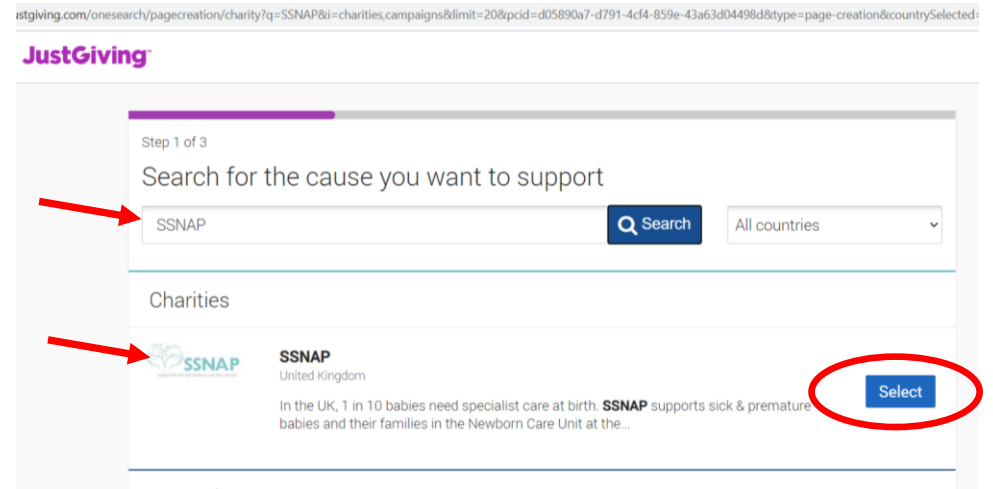 ustgiving.com/onesearch/pagecreation/charity?q=SSNAP&i=charities,campaigns&limit=20&pcid=d05890a7-d791-4cf4-859e-43a63d04498d&type=page-creation&countrySelected=
JustGiving
Step 1 of 3
Search for the cause you want to support
SSNAP
Search
All countries
Charities
SSNAP
SSNAP
United Kingdom
In the UK, 1 in 10 babies need specialist care at birth. SSNAP supports sick & premature
babies and their families in the Newborn Care Unit at the...
Select